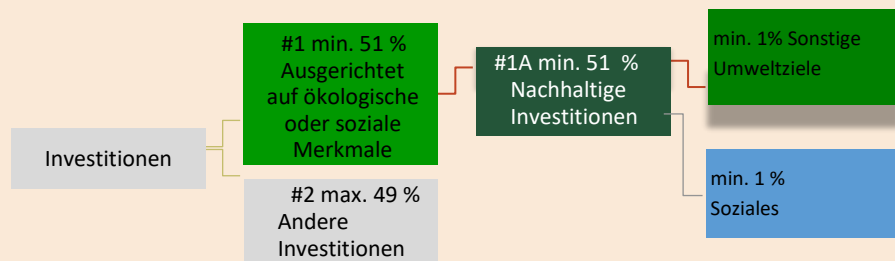 Investitionen
#1 min. 51 %
Ausgerichtet
auf ökologische
oder soziale
Merkmale
#2 max. 49 %
Andere
Investitionen
#1A min. 51 %
Nachhaltige
Investitionen
min. 1% Sonstige
Umweltziele
min. 1 %
Soziales